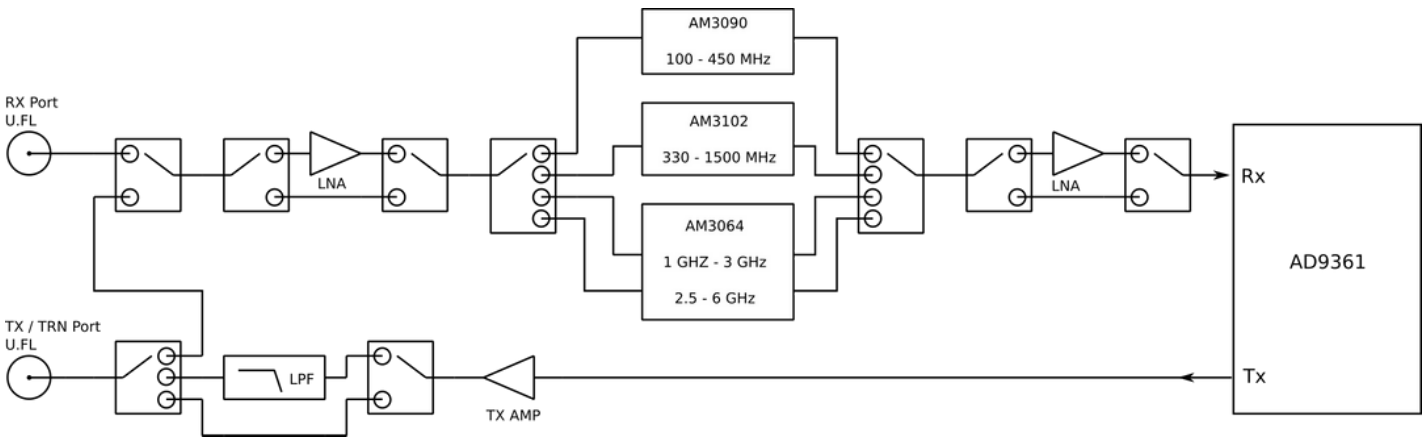 AM3090
100 - 450 MHz
RX Port
U.FL
LNA
AM3102
330 - 1500 MHz
LNA
Rx
AM3064
1 GHZ - 3 GHz
2.5 - 6 GHz
AD9361
TX / TRN Port
U.FL
LPF
TX AMP
Tx